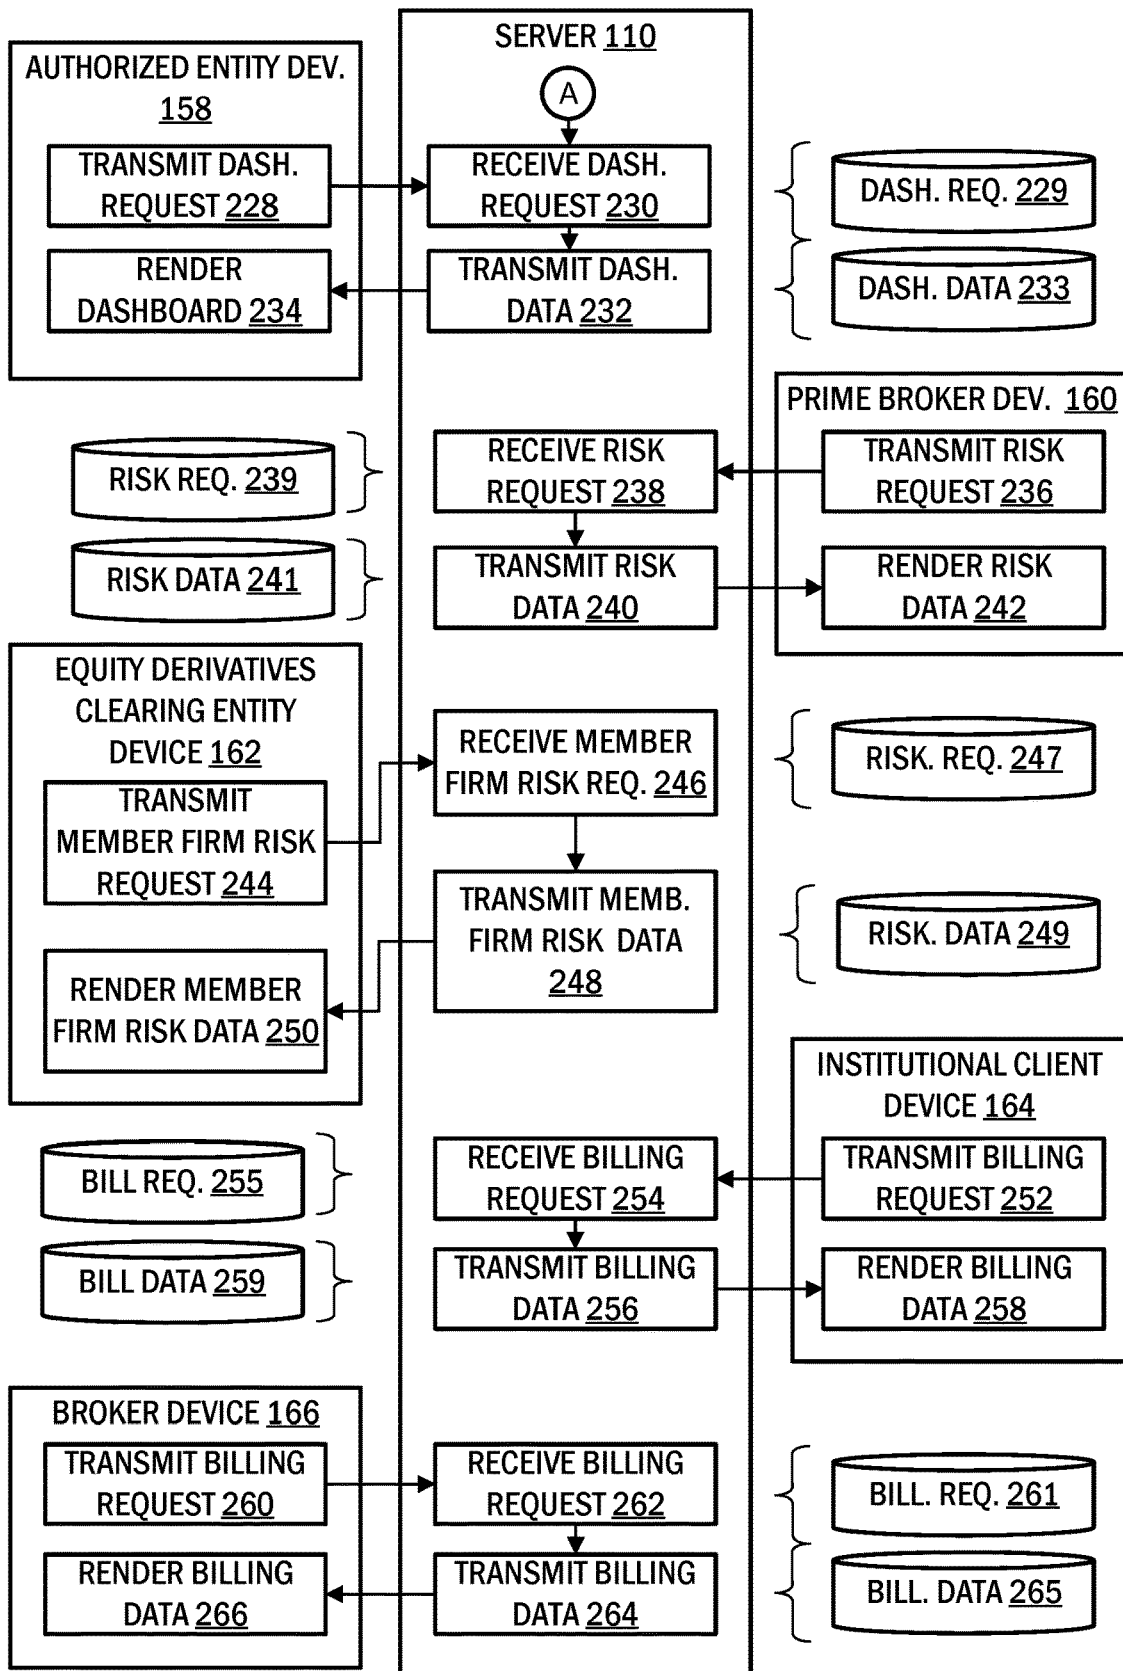 SERVER 110
A
AUTHORIZED ENTITY DEV.
158
TRANSMIT DASH.
REQUEST 228
RECEIVE DASH.
REQUEST 230
DASH. REQ. 229
RENDER
DASHBOARD 234
TRANSMIT DASH.
DATA 232
DASH. DATA 233
PRIME BROKER DEV. 160
RISK REQ. 239
RECEIVE RISK
REQUEST 238
TRANSMIT RISK
REQUEST 236
RISK DATA 241
TRANSMIT RISK
DATA 240
RENDER RISK
DATA 242
EQUITY DERIVATIVES
CLEARING ENTITY
DEVICE 162
TRANSMIT
MEMBER FIRM RISK
REQUEST 244
RECEIVE MEMBER
FIRM RISK REQ. 246
RISK. REQ. 247
TRANSMIT MEMB.
FIRM RISK DATA
248
RISK. DATA 249
RENDER MEMBER
FIRM RISK DATA 250
INSTITUTIONAL CLIENT
DEVICE 164
BILL REQ. 255
RECEIVE BILLING
REQUEST 254
TRANSMIT BILLING
REQUEST 252
BILL DATA 259
TRANSMIT BILLING
DATA 256
RENDER BILLING
DATA 258
BROKER DEVICE 166
TRANSMIT BILLING
REQUEST 260
RECEIVE BILLING
REQUEST 262
BILL. REQ. 261
RENDER BILLING
DATA 266
TRANSMIT BILLING
DATA 264
BILL. DATA 265